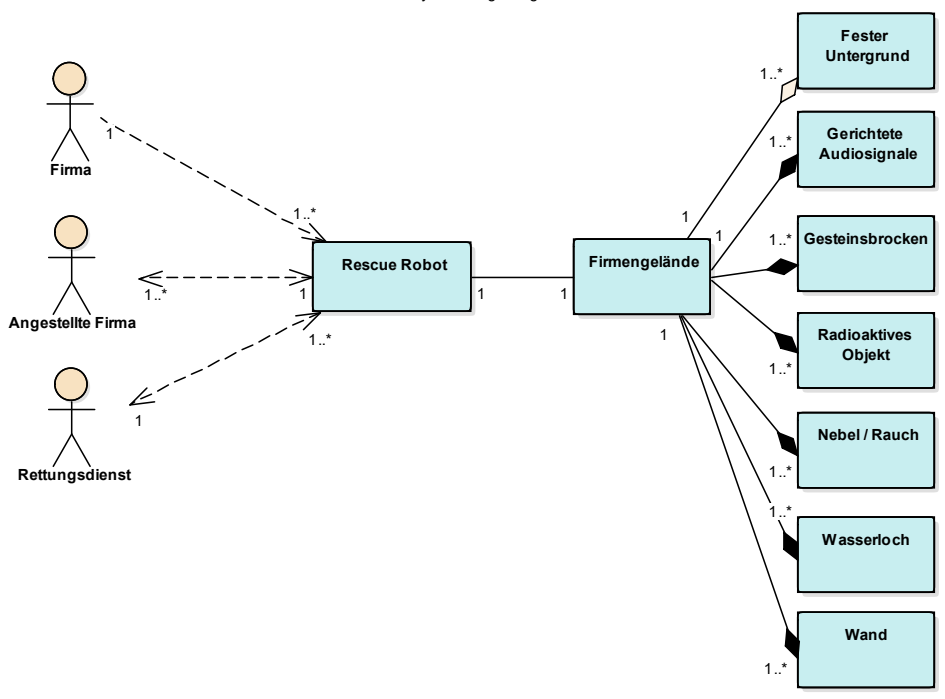 Fester
Untergrund
1..*
Gerichtete
Audiosignale
1..*
Firma
1
1..*
Rescue Robot
1
1
Firmengelände
1
1
1
Gesteinsbrocken
1..*
Angestellte Firma
1..*
1
Radioaktives
Objekt
1..*
Rettungsdienst
1
1..*
Nebel / Rauch
1..*
Wasserloch
1..*
Wand
1..*